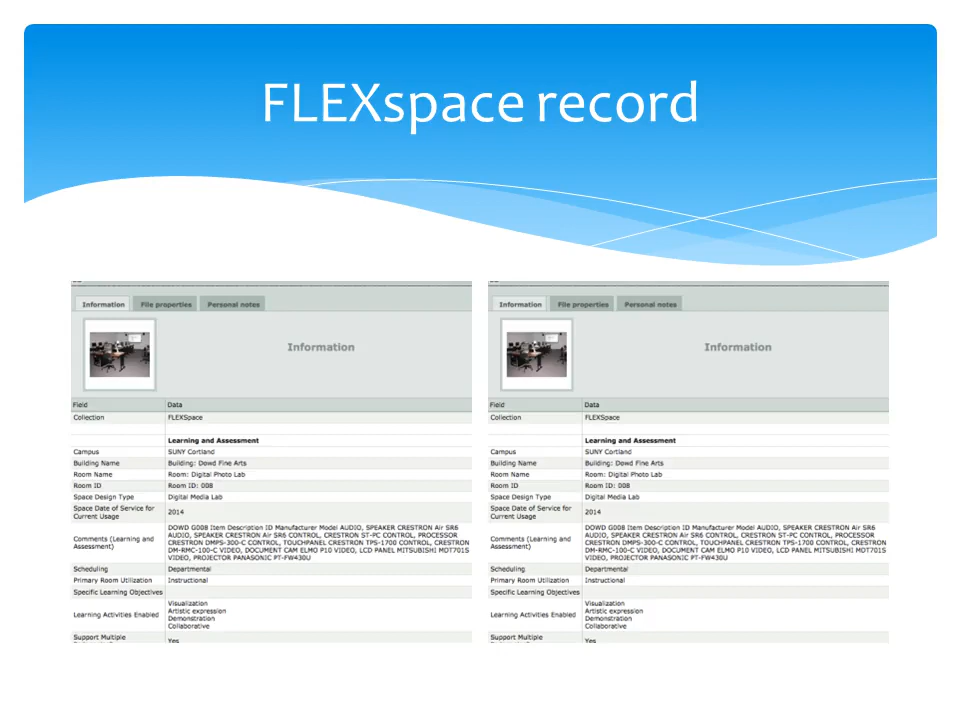 FLEXspace record
Information File properties Personal notes
Information
Field Data
Collection FLEXSpace
Learning and Assessment
Campus SUNY Cortland
Building Name Building: Dowd Fine Arts
Room Name Room: Digital Photo Lab
Room ID Room ID: 008
Space Design Type Digital Media Lab
Space Date of Service for
Current Usage
2014
Comments (Learning and
Assessment)
DOWD G008 Item Description ID Manufacturer Model AUDIO, SPEAKER CRESTRON Air SR6
AUDIO, SPEAKER CRESTRON Air SR6 CONTROL, CRESTRON ST-PC CONTROL, PROCESSOR
CRESTRON DMPS-300-C CONTROL, TOUCHPANEL CRESTRON TPS-1700 CONTROL, CRESTRON
DM-RMC-100-C VIDEO, DOCUMENT CAM ELMO P10 VIDEO, LCD PANEL MITSUBISHI MDT701S
VIDEO, PROJECTOR PANASONIC PT-FW430U
Scheduling Departmental
Primary Room Utilization Instructional
Specific Learning Objectives
Learning Activities Enabled
Visualization
Artistic expression
Demonstration
Collaborative
Support Multiple
Yes
Information File properties Personal notes
Information
Field Data
Collection FLEXSpace
Learning and Assessment
Campus SUNY Cortland
Building Name Building: Dowd Fine Arts
Room Name Room: Digital Photo Lab
Room ID Room ID: 008
Space Design Type Digital Media Lab
Space Date of Service for
Current Usage
2014
Comments (Learning and
Assessment)
DOWD G008 Item Description ID Manufacturer Model AUDIO, SPEAKER CRESTRON Air SR6
AUDIO, SPEAKER CRESTRON Air SR6 CONTROL, CRESTRON ST-PC CONTROL, PROCESSOR
CRESTRON DMPS-300-C CONTROL, TOUCHPANEL CRESTRON TPS-1700 CONTROL, CRESTRON
DM-RMC-100-C VIDEO, DOCUMENT CAM ELMO P10 VIDEO, LCD PANEL MITSUBISHI MDT701S
VIDEO, PROJECTOR PANASONIC PT-FW430U
Scheduling Departmental
Primary Room Utilization Instructional
Specific Learning Objectives
Learning Activities Enabled
Visualization
Artistic expression
Demonstration
Collaborative
Support Multiple
Yes